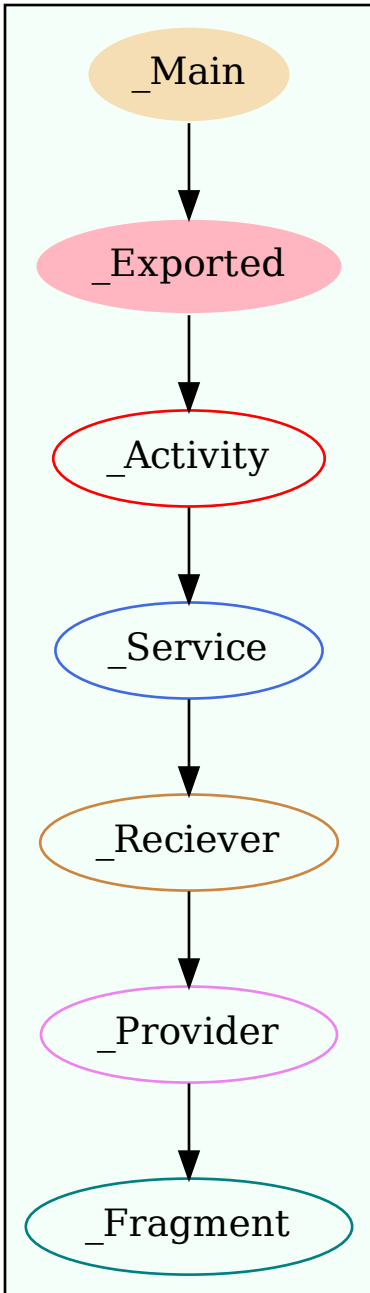 _Main
_Exported
_Activity
_Service
_Reciever
_Provider
_Fragment